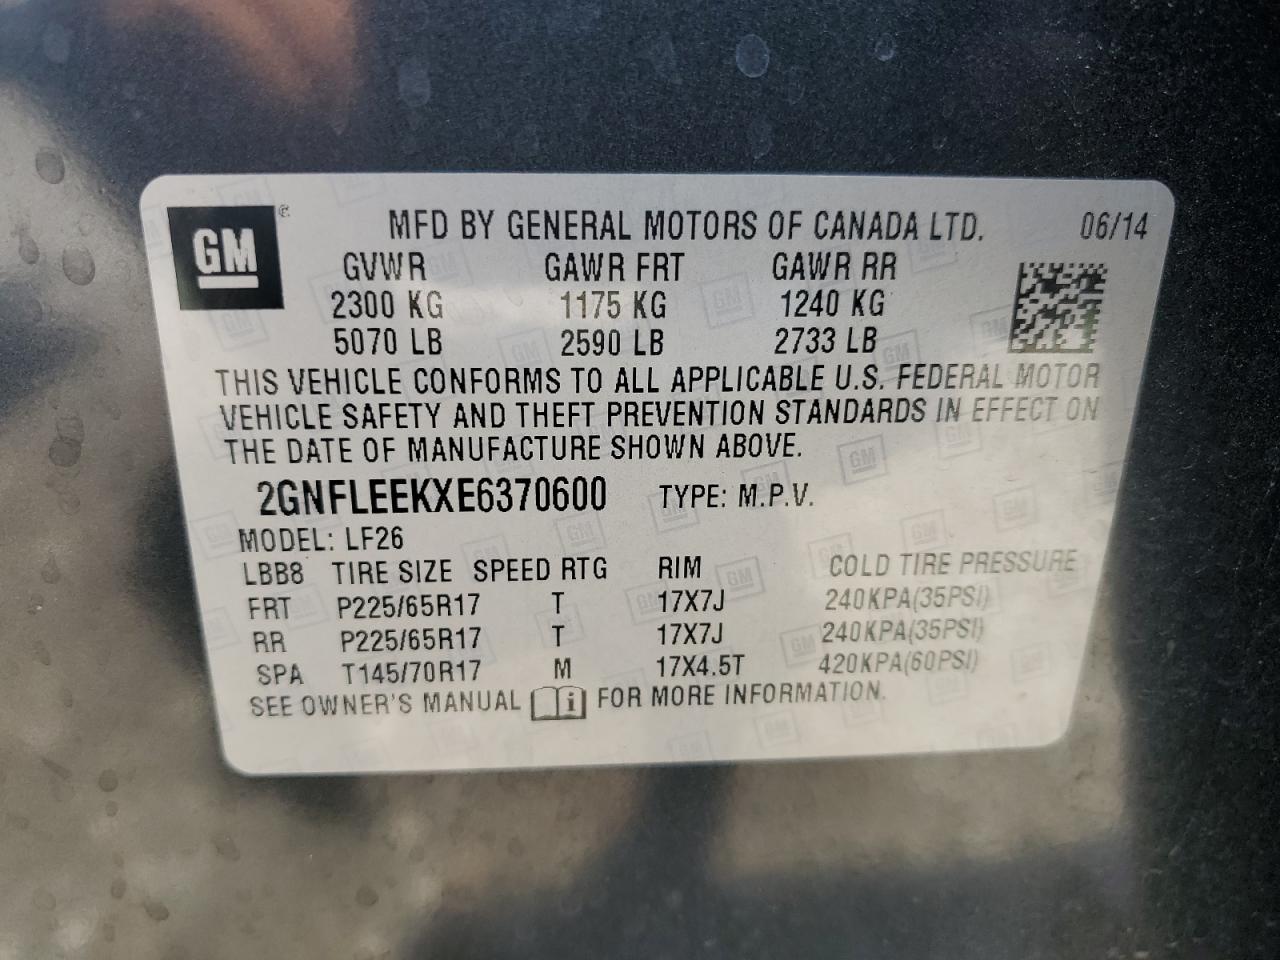 GM
MFD BY GENERAL MOTORS OF CANADA LTD. 06/14
GVWR GAWR FRT GAWR RR
2300 KG 1175 KG 1240 KG
5070 LB 2590 LB 2733 LB
THIS VEHICLE CONFORMS TO ALL APPLICABLE U.S. FEDERAL MOTOR
VEHICLE SAFETY AND THEFT PREVENTION STANDARDS IN EFFECT ON
THE DATE OF MANUFACTURE SHOWN ABOVE.
2GNFLEEKXE6370600 TYPE: M.P.V.
MODEL: LF26
LBB8 TIRE SIZE SPEED RTG RIM COLD TIRE PRESSURE
FRT P225/65R17 T 17X7J 240KPA(35PSI)
RR P225/65R17 T 17X7J 240KPA(35PSI)
SPA T145/70R17 M 17X4.5T 420KPA(60PSI)
SEE OWNER'S MANUAL FOR MORE INFORMATION.